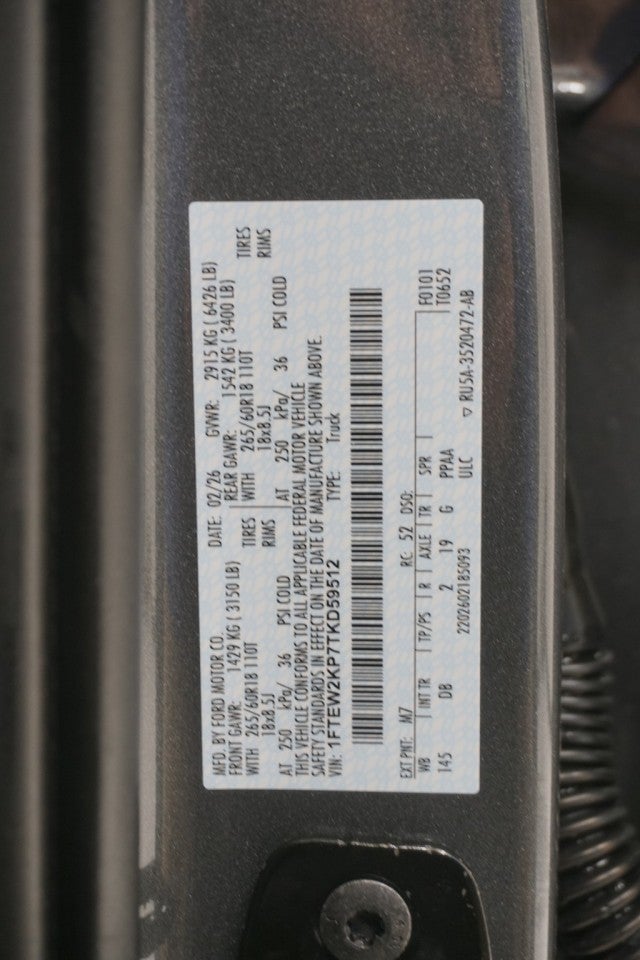 MFD. BY FORD MOTOR CO. DATE: 02/26 GVWR: 2915 KG ( 6426 LB)
FRONT GAWR: 1429 KG ( 3150 LB) REAR GAWR: 1542 KG ( 3400 LB)
WITH 265/60R18 110T TIRES WITH 265/60R18 110T TIRES
18x8.5J RIMS 18x8.5J RIMS
AT 250 kPa/ 36 PSI COLD AT 250 kPa/ 36 PSI COLD
THIS VEHICLE CONFORMS TO ALL APPLICABLE FEDERAL MOTOR VEHICLE
SAFETY STANDARDS IN EFFECT ON THE DATE OF MANUFACTURE SHOWN ABOVE.
VIN: 1FTEW2KP7TKD59512 TYPE: Truck
EXT PNT: M7 RC: 52 DSO: F0101
WB INT TR TP/PS R AXLE TR SPR T0652
145 DB 2 19 G PPAA
ULC
2202602185093 ▽ RU5A-3520472-AB